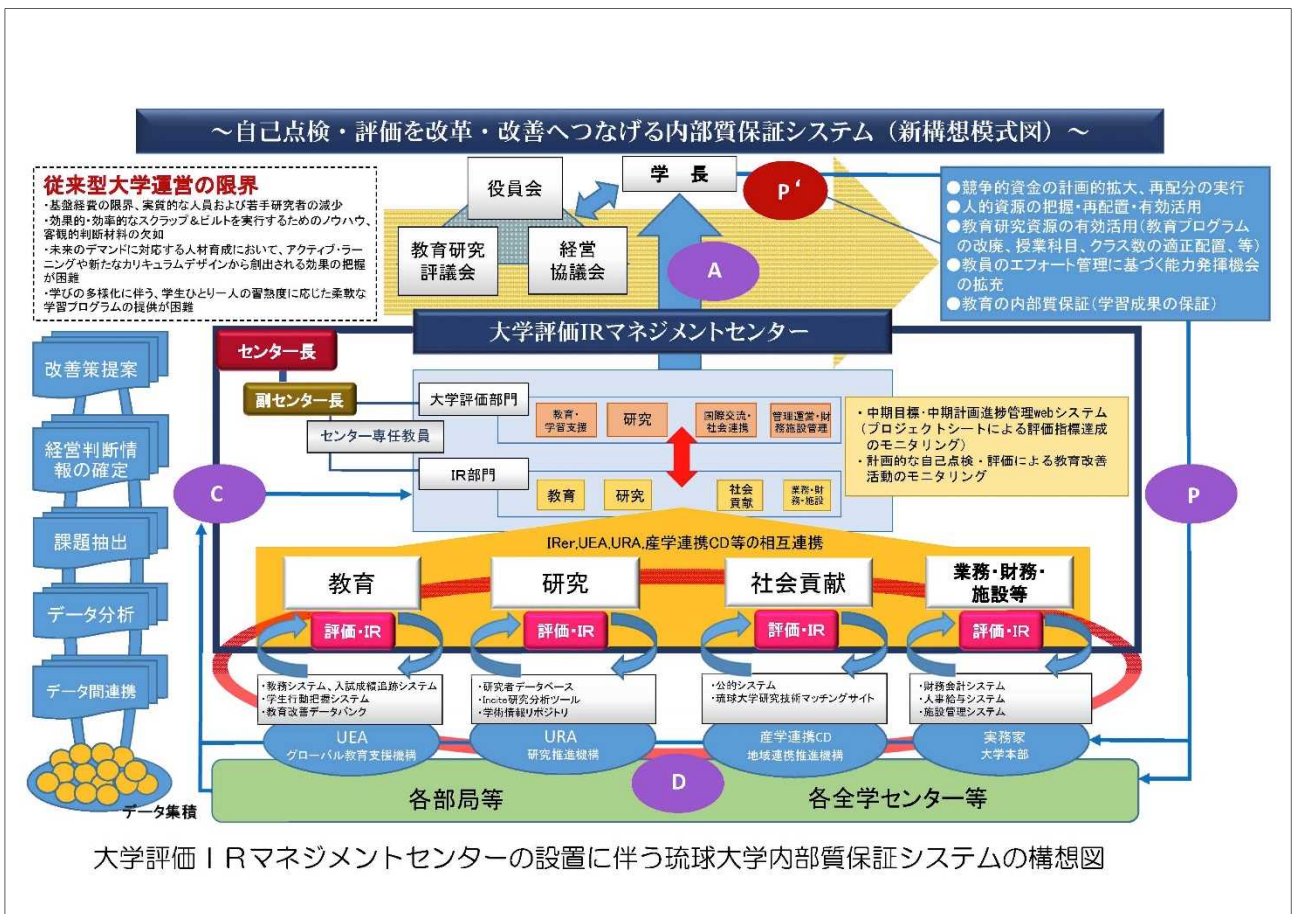 ～自己点検・評価を改革・改善へつなげる内部質保証システム（新構想模式図）～
従来型大学運営の限界
・基盤経費の限界、実質的な人員および若手研究者の減少
・効果的・効率的なスクラップ＆ビルトを実行するためのノウハウ、
客観的判断材料の欠如
・未来のデマンドに対応する人材育成において、アクティブ・ラー
ニングや新たなカリキュラムデザインから創出される効果の把握
が困難
・学びの多様化に伴う、学生ひとり一人の習熟度に応じた柔軟な
学習プログラムの提供が困難
役員会
学 長
P‘
教育研究
評議会
経営
協議会
A
●競争的資金の計画的拡大、再配分の実行
●人的資源の把握・再配置・有効活用
●教育研究資源の有効活用（教育プログラム
の改廃、授業科目、クラス数の適正配置、等）
●教員のエフォート管理に基づく能力発揮機会
の拡充
●教育の内部質保証（学習成果の保証）
大学評価IRマネジメントセンター
センター長
副センター長
センター専任教員
大学評価部門
教育・
学習支援
研究
国際交流・
社会連携
管理運営・財
務施設管理
IR部門
教育
研究
社会
貢献
業務・財
務・施設
・中期目標・中期計画進捗管理webシステム
（プロジェクトシートによる評価指標達成
のモニタリング）
・計画的な自己点検・評価による教育改善
活動のモニタリング
C
P
改善策提案
経営判断情
報の確定
課題抽出
データ分析
データ間連携
データ集積
IRer,UEA,URA,産学連携CD等の相互連携
教育
研究
社会貢献
業務・財務・
施設等
評価・IR
評価・IR
評価・IR
評価・IR
・教務システム、入試成績追跡システム
・学生行動把握システム
・教育改善データバンク
・研究者データベース
・Incite研究分析ツール
・学術情報リポジトリ
・公的システム
・琉球大学研究技術マッチングサイト
・財務会計システム
・人事給与システム
・施設管理システム
UEA
グローバル教育支援機構
URA
研究推進機構
産学連携CD
地域連携推進機構
実務家
大学本部
D
各部局等
各全学センター等
大学評価ＩＲマネジメントセンターの設置に伴う琉球大学内部質保証システムの構想図